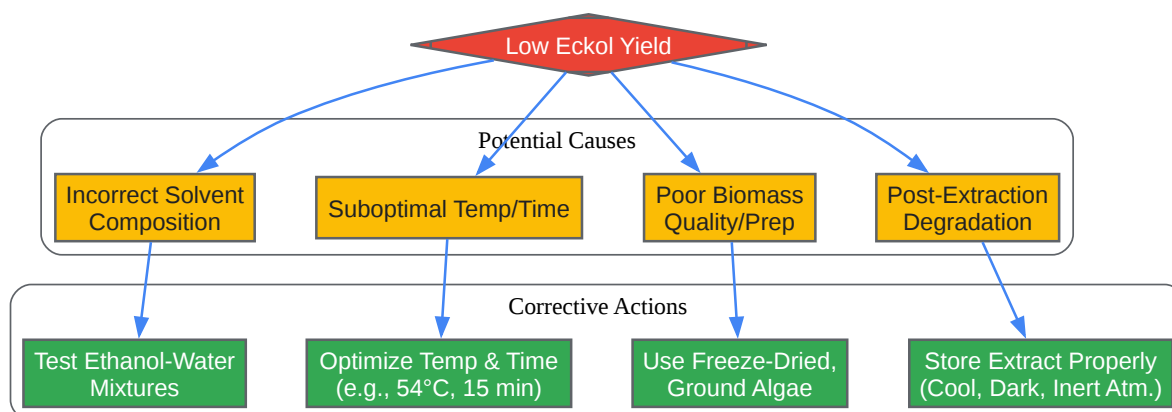 Low Eckol Yield
Potential Causes
Incorrect Solvent
Composition
Suboptimal Temp/Time
Poor Biomass
Quality/Prep
Post-Extraction
Degradation
Corrective Actions
Test Ethanol-Water
Mixtures
Optimize Temp & Time
(e.g., 54°C, 15 min)
Use Freeze-Dried,
Ground Algae
Store Extract Properly
(Cool, Dark, Inert Atm.)